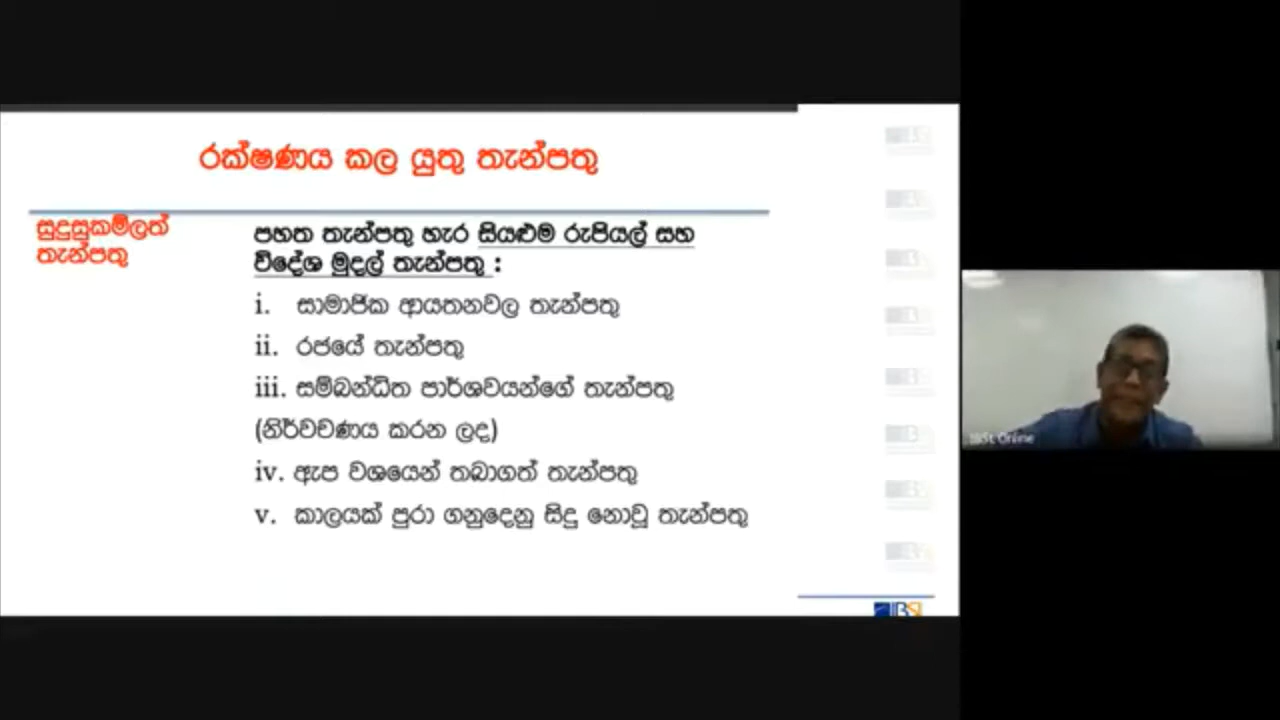 රක්ෂණය කල යුතු තැන්පතු
සුදුසුකම්ලත්
තැන්පතු
පහත තැන්පතු හැර සියළුම රුපියල් සහ
විදේශ මුදල් තැන්පතු :
i. සාමාජික ආයතනවල තැන්පතු
ii. රජයේ තැන්පතු
iii. සම්බන්ධිත පාර්ශවයන්ගේ තැන්පතු
(නිර්වචණය කරන ලද)
iv. ඇප වශයෙන් තබාගත් තැන්පතු
v. කාලයක් පුරා ගනුදෙනු සිදු නොවූ තැන්පතු
IBSL
IBSL Online